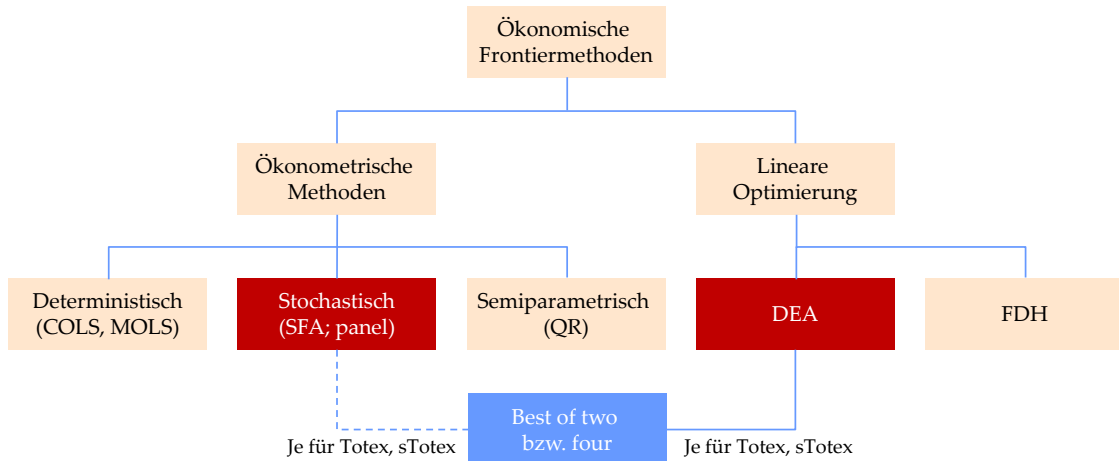 Ökonomische
Frontiermethoden
Ökonometrische
Methoden
Lineare
Optimierung
Deterministisch
(COLS, MOLS)
Stochastisch
(SFA; panel)
Semiparametrisch
(QR)
DEA
FDH
Best of two
bzw. four
Je für Totex, sTotex
Je für Totex, sTotex